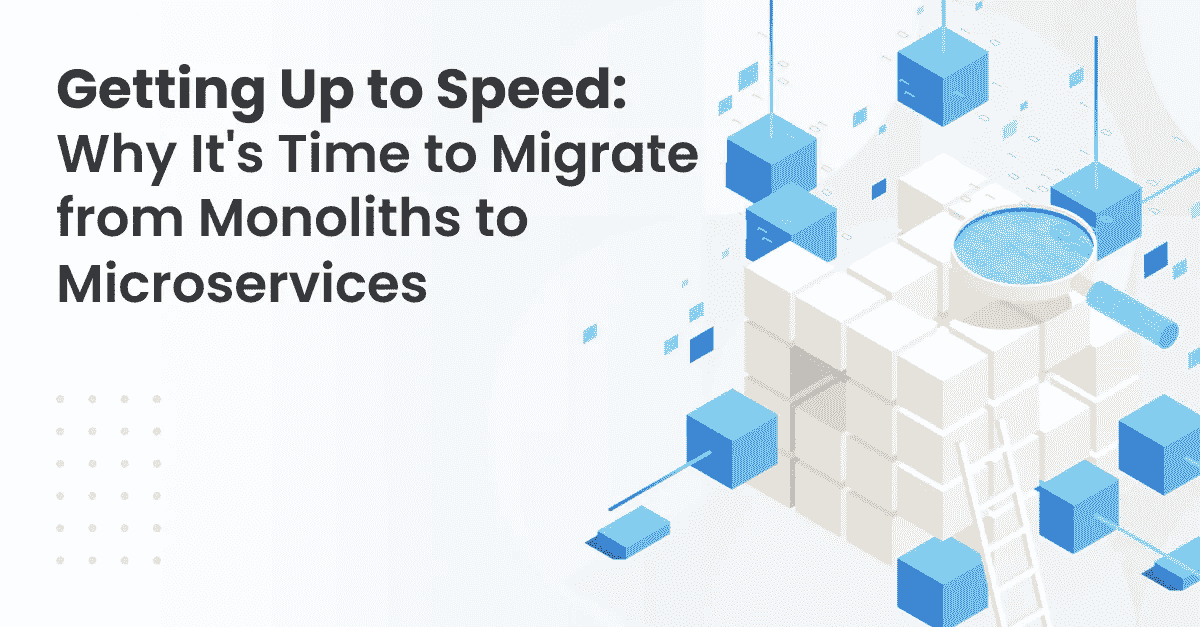 Getting Up to Speed:
Why It's Time to Migrate
from Monoliths to
Microservices